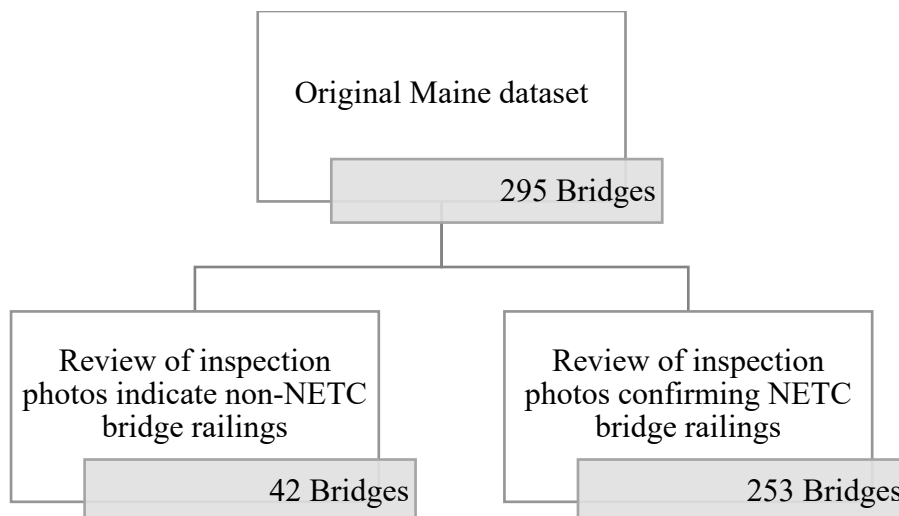 Original Maine dataset
295 Bridges
Review of inspection
photos indicate non-NETC
bridge railings
42 Bridges
Review of inspection
photos confirming NETC
bridge railings
253 Bridges